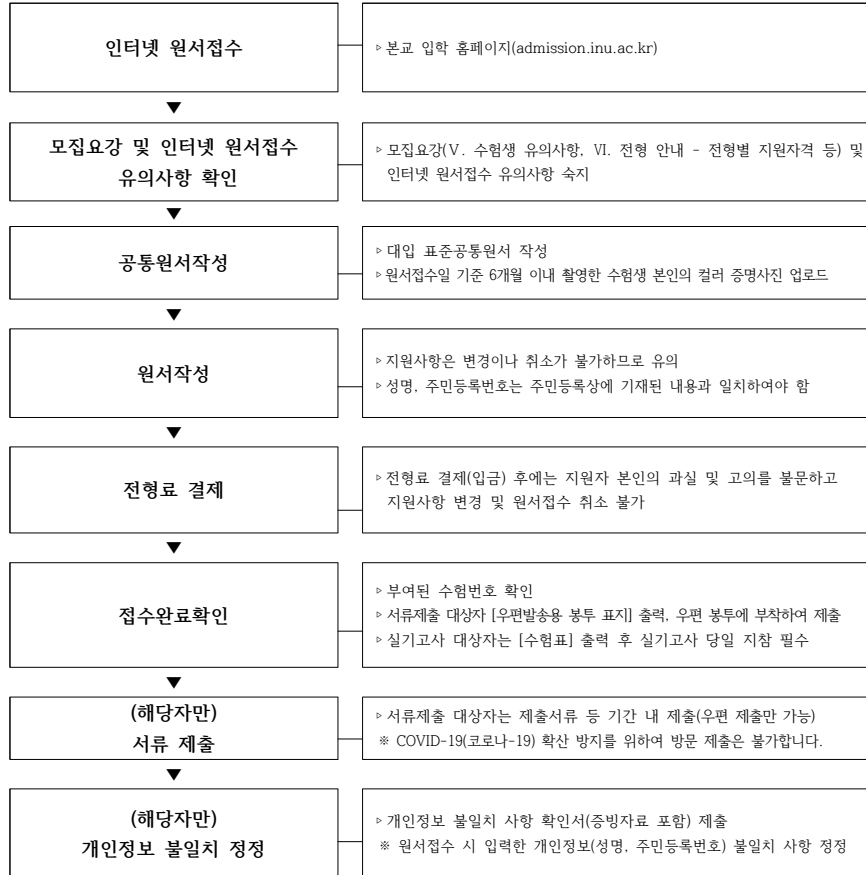 인터넷 원서접수
▹본교 입학 홈페이지(admission.inu.ac.kr)
▼
모집요강 및 인터넷 원서접수
유의사항 확인
▹모집요강(Ⅴ. 수험생 유의사항, Ⅵ. 전형 안내 - 전형별 지원자격 등) 및
인터넷 원서접수 유의사항 숙지
▼
공통원서작성
▹대입 표준공통원서 작성
▹원서접수일 기준 6개월 이내 촬영한 수험생 본인의 컬러 증명사진 업로드
▼
원서작성
▹지원사항은 변경이나 취소가 불가하므로 유의
▹성명, 주민등록번호는 주민등록상에 기재된 내용과 일치하여야 함
▼
전형료 결제
▹전형료 결제(입금) 후에는 지원자 본인의 과실 및 고의를 불문하고
지원사항 변경 및 원서접수 취소 불가
▼
접수완료확인
▹부여된 수험번호 확인
▹서류제출 대상자 [우편발송용 봉투 표지] 출력, 우편 봉투에 부착하여 제출
▹실기고사 대상자는 [수험표] 출력 후 실기고사 당일 지참 필수
▼
(해당자만)
서류 제출
▹서류제출 대상자는 제출서류 등 기간 내 제출(우편 제출만 가능)
※ COVID-19(코로나-19) 확산 방지를 위하여 방문 제출은 불가합니다.
▼
(해당자만)
개인정보 불일치 정정
▹개인정보 불일치 사항 확인서(증빙자료 포함) 제출
※ 원서접수 시 입력한 개인정보(성명, 주민등록번호) 불일치 사항 정정